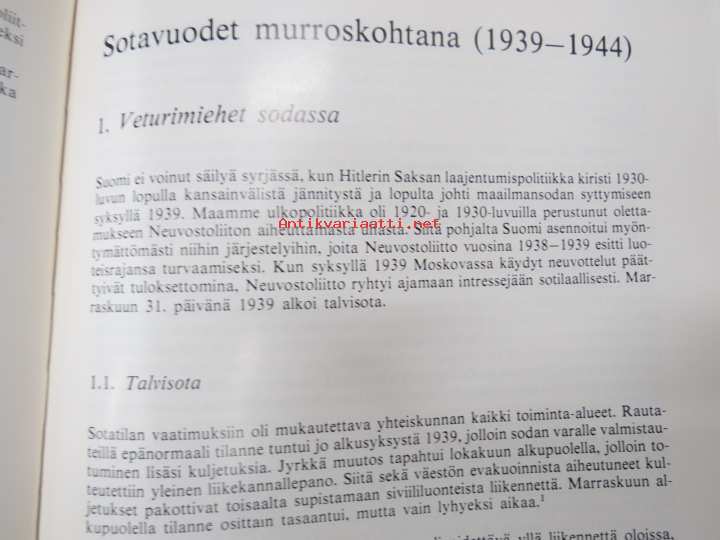 Sotavuodet murroskohtana (1939–1944)
1. Veturimiehet sodassa
Suomi ei voinut säilyä syrjässä, kun Hitlerin Saksan laajentumispolitiikka kiristi 1930-
luvun lopulla kansainvälistä jännitystä ja lopulta johti maailmansodan syttymiseen
syksyllä 1939. Maamme ulkopolitiikka oli 1920- ja 1930-luvuilla perustunut oletta-
Antikvariaatti.net
mukseen Neuvostoliiton aiheuttamasta uhasta. Siltä pohjalta Suomi asennoitui myön-
tymättömästi niihin järjestelyihin, joita Neuvostoliitto vuosina 1938–1939 esitti luo-
teisrajansa turvaamiseksi. Kun syksyllä 1939 Moskovassa käydyt neuvottelut päät-
tyivät tuloksettomina, Neuvostoliitto ryhtyi ajamaan intressejään sotilaallisesti. Mar-
raskuun 31. päivänä 1939 alkoi talvisota.
1.1. Talvisota
Sotatilan vaatimuksiin oli mukautettava yhteiskunnan kaikki toiminta-alueet. Rauta-
teillä epänormaali tilanne tuntui jo alkusyksystä 1939, jolloin sodan varalle valmistau-
tuminen lisäsi kuljetuksia. Jyrkkä muutos tapahtui lokakuun alkupuolella, jolloin to-
teutettiin yleinen liikekannallepano. Siitä sekä väestön evakuoinnista aiheutuneet kul-
jetukset pakottivat toisaalta supistamaan siviililuonteista liikennettä. Marraskuun al-
kupuolella tilanne osittain tasaantui, mutta vain lyhyeksi aikaa.¹
yllä liikennettä oloissa,